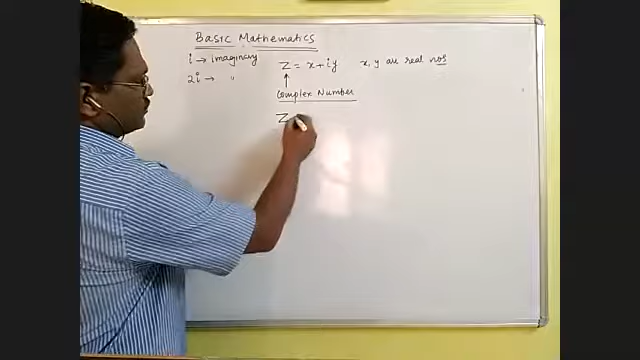 Basic Mathematics
i → imaginary Z = x + iy x, y are real nos
2i → "
Complex Number
Z